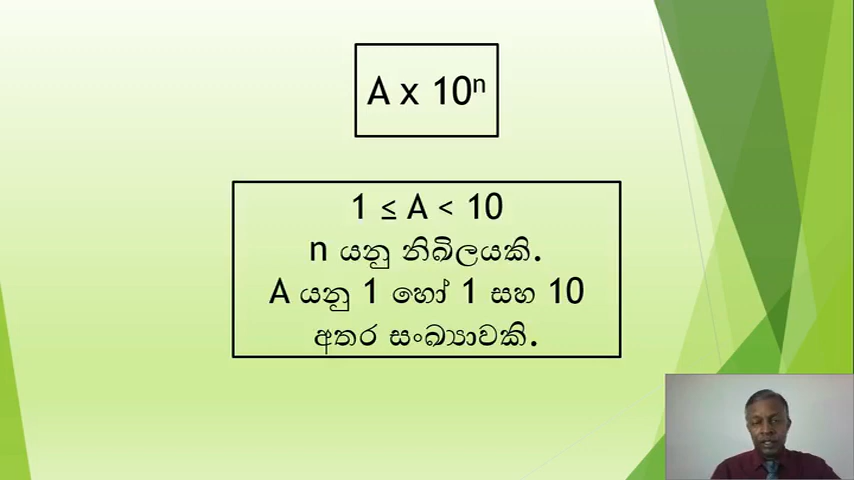 A x 10ⁿ
1 ≤ A < 10
n යනු නිඛිලයකි.
A යනු 1 හෝ 1 සහ 10
අතර සංඛ්‍යාවකි.